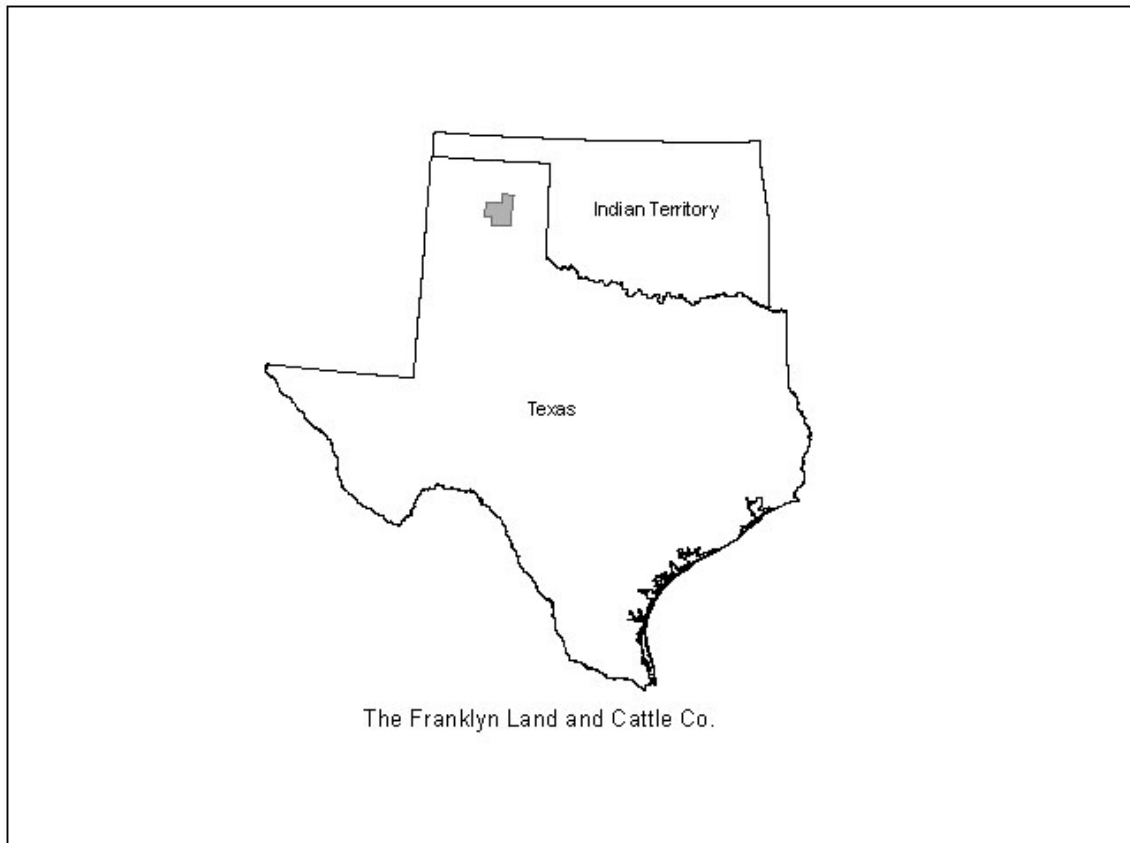 Indian Territory
Texas
The Franklyn Land and Cattle Co.